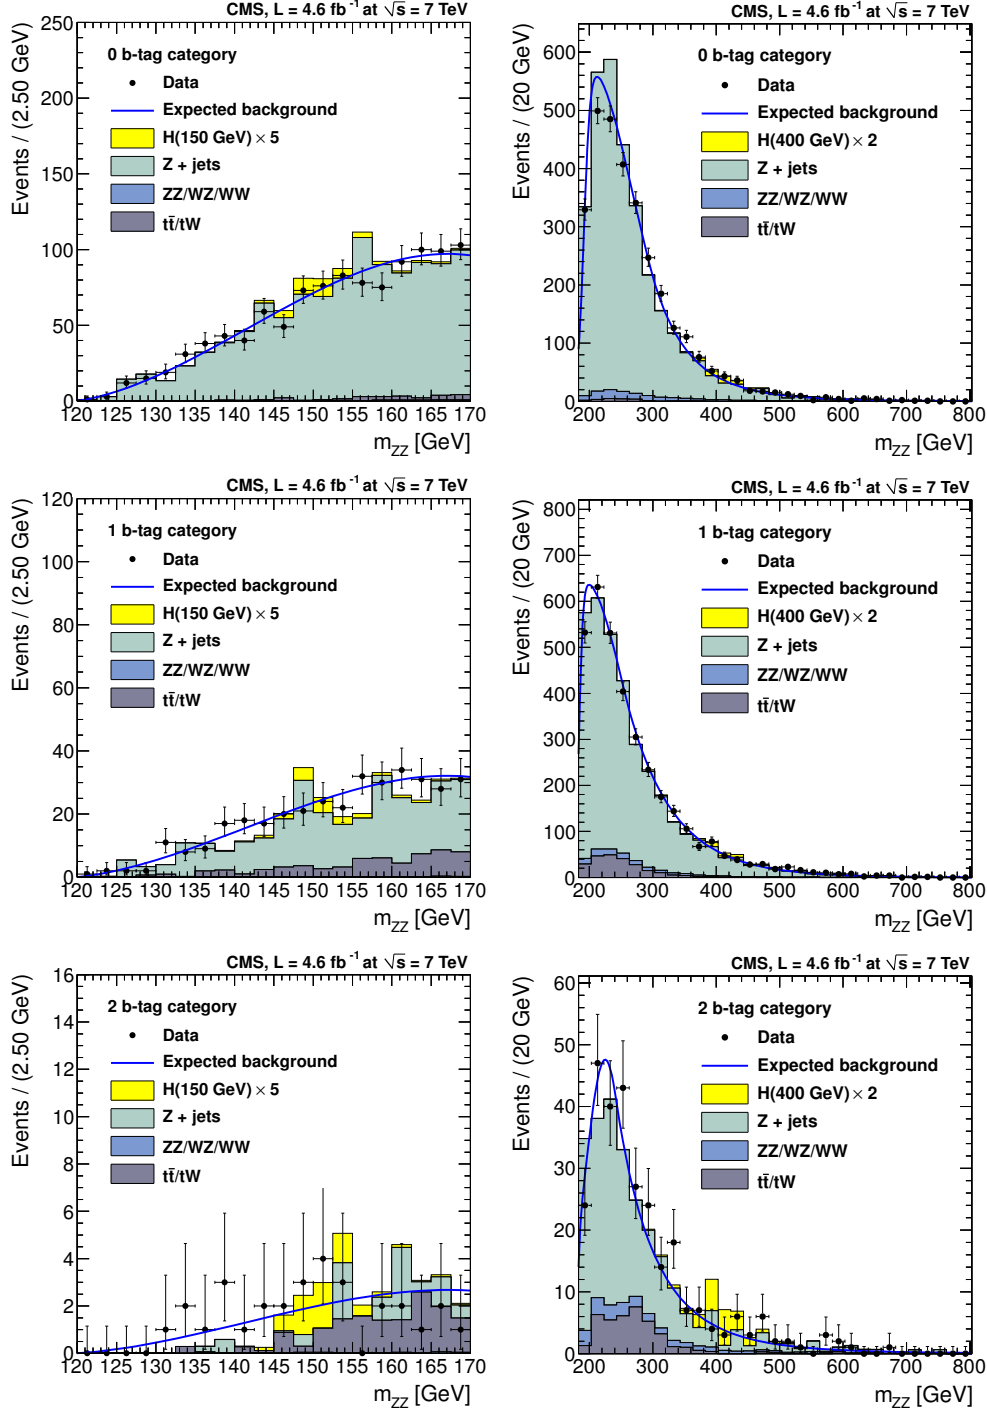 CMS, L = 4.6 fb⁻¹ at √s = 7 TeV
Events / (2.50 GeV)
250
200
150
100
50
0
0 b-tag category
Data
Expected background
H(150 GeV) × 5
Z + jets
ZZ/WZ/WW
tt̄/tW
120 125 130 135 140 145 150 155 160 165 170
m_ZZ [GeV]
CMS, L = 4.6 fb⁻¹ at √s = 7 TeV
Events / (20 GeV)
600
500
400
300
200
100
0
0 b-tag category
Data
Expected background
H(400 GeV) × 2
Z + jets
ZZ/WZ/WW
tt̄/tW
200 300 400 500 600 700 800
m_ZZ [GeV]
CMS, L = 4.6 fb⁻¹ at √s = 7 TeV
Events / (2.50 GeV)
120
100
80
60
40
20
0
1 b-tag category
Data
Expected background
H(150 GeV) × 5
Z + jets
ZZ/WZ/WW
tt̄/tW
120 125 130 135 140 145 150 155 160 165 170
m_ZZ [GeV]
CMS, L = 4.6 fb⁻¹ at √s = 7 TeV
Events / (20 GeV)
800
700
600
500
400
300
200
100
0
1 b-tag category
Data
Expected background
H(400 GeV) × 2
Z + jets
ZZ/WZ/WW
tt̄/tW
200 300 400 500 600 700 800
m_ZZ [GeV]
CMS, L = 4.6 fb⁻¹ at √s = 7 TeV
Events / (2.50 GeV)
16
14
12
10
8
6
4
2
0
2 b-tag category
Data
Expected background
H(150 GeV) × 5
Z + jets
ZZ/WZ/WW
tt̄/tW
120 125 130 135 140 145 150 155 160 165 170
m_ZZ [GeV]
CMS, L = 4.6 fb⁻¹ at √s = 7 TeV
Events / (20 GeV)
60
50
40
30
20
10
0
2 b-tag category
Data
Expected background
H(400 GeV) × 2
Z + jets
ZZ/WZ/WW
tt̄/tW
200 300 400 500 600 700 800
m_ZZ [GeV]